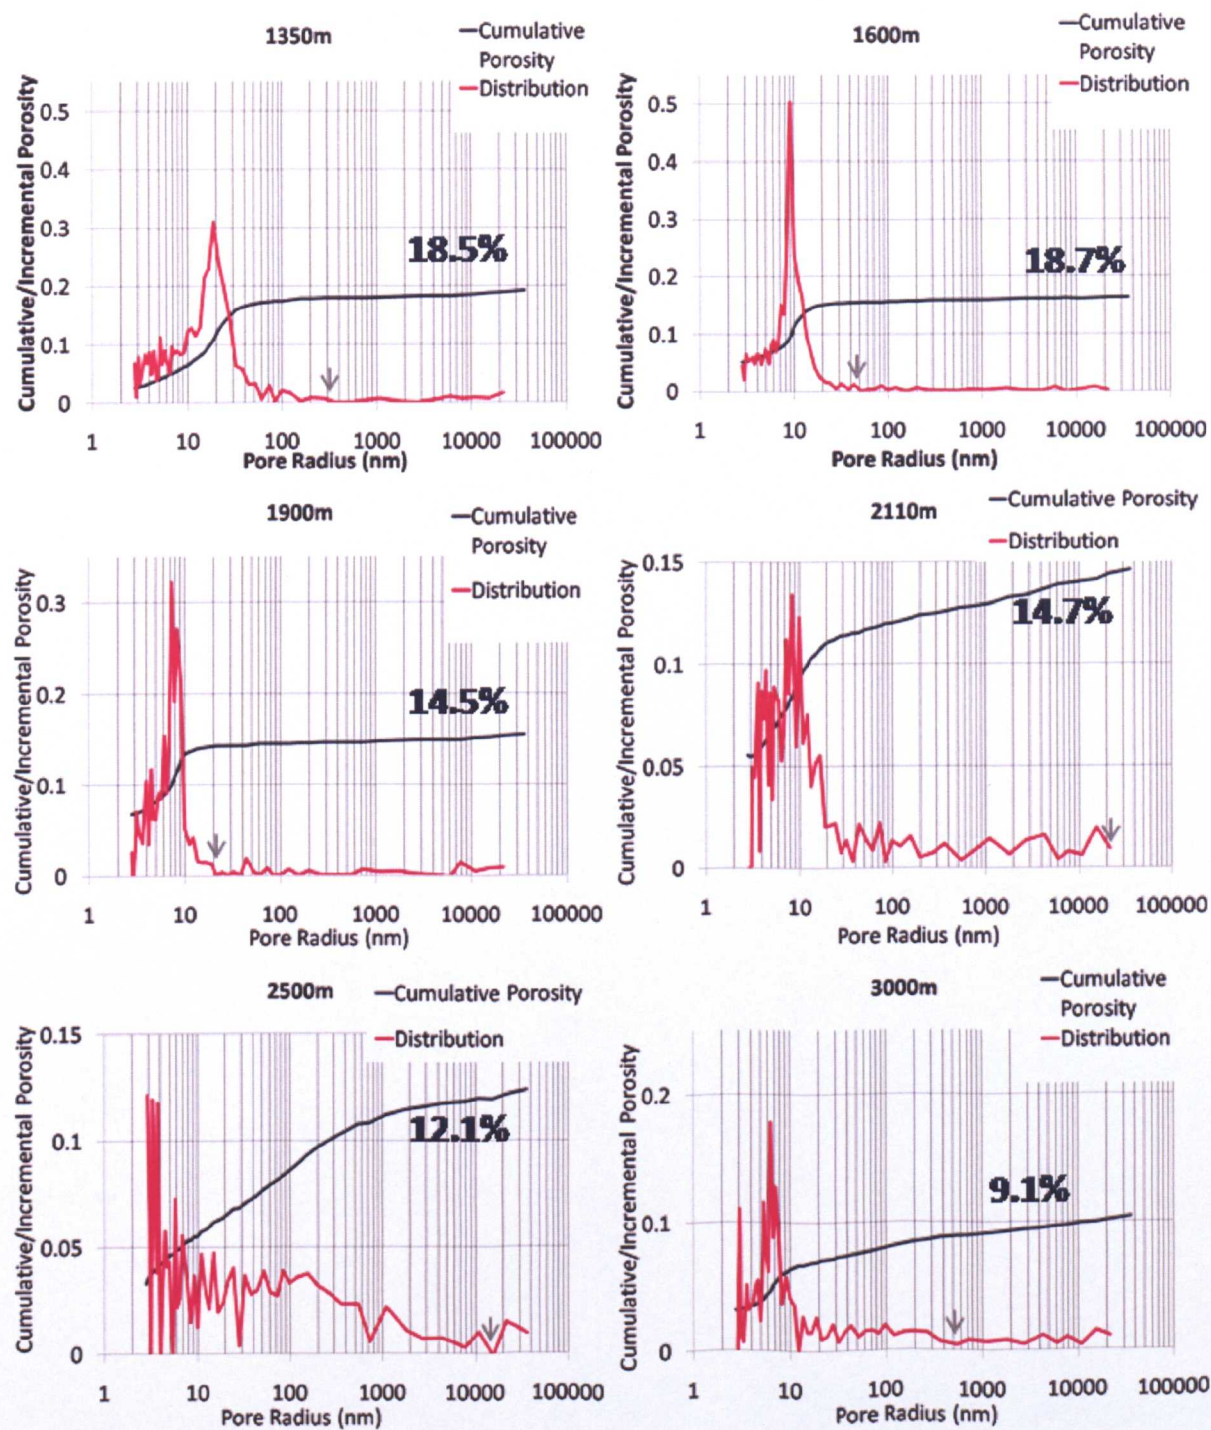 1350m
Cumulative
Porosity
Distribution
Cumulative/Incremental Porosity
0.5
0.4
0.3
0.2
0.1
0
18.5%
1 10 100 1000 10000 100000
Pore Radius (nm)
1600m
Cumulative
Porosity
Distribution
Cumulative/Incremental Porosity
0.5
0.4
0.3
0.2
0.1
0
18.7%
1 10 100 1000 10000 100000
Pore Radius (nm)
1900m
Cumulative
Porosity
Distribution
Cumulative/Incremental Porosity
0.3
0.2
0.1
0
14.5%
1 10 100 1000 10000 100000
Pore Radius (nm)
2110m
Cumulative Porosity
Distribution
Cumulative/Incremental Porosity
0.15
0.1
0.05
0
14.7%
1 10 100 1000 10000 100000
Pore Radius (nm)
2500m
Cumulative Porosity
Distribution
Cumulative/Incremental Porosity
0.15
0.1
0.05
0
12.1%
1 10 100 1000 10000 100000
Pore Radius (nm)
3000m
Cumulative
Porosity
Distribution
Cumulative/Incremental Porosity
0.2
0.1
0
9.1%
1 10 100 1000 10000 100000
Pore Radius (nm)